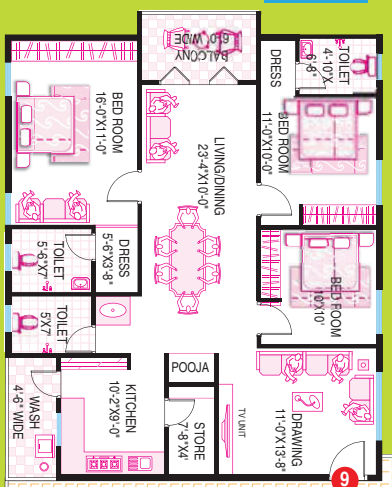 BALCONY
6'-0" WIDE
TOILET
4'-10"X
6'-8"
DRESS
BED ROOM
16'-0"X11'-0"
BED ROOM
11'-0"X10'-0"
LIVING/DINING
23'-4"X10'-0"
DRESS
5'-6"X3'-8"
TOILET
5'-6"X7'
BED ROOM
10'X10'
TOILET
5'X7'
POOJA
KITCHEN
10'-2"X9'-0"
WASH
4'-6" WIDE
STORE
7'-8"X4'
TV UNIT
DRAWING
11'-0"X13'-8"
9